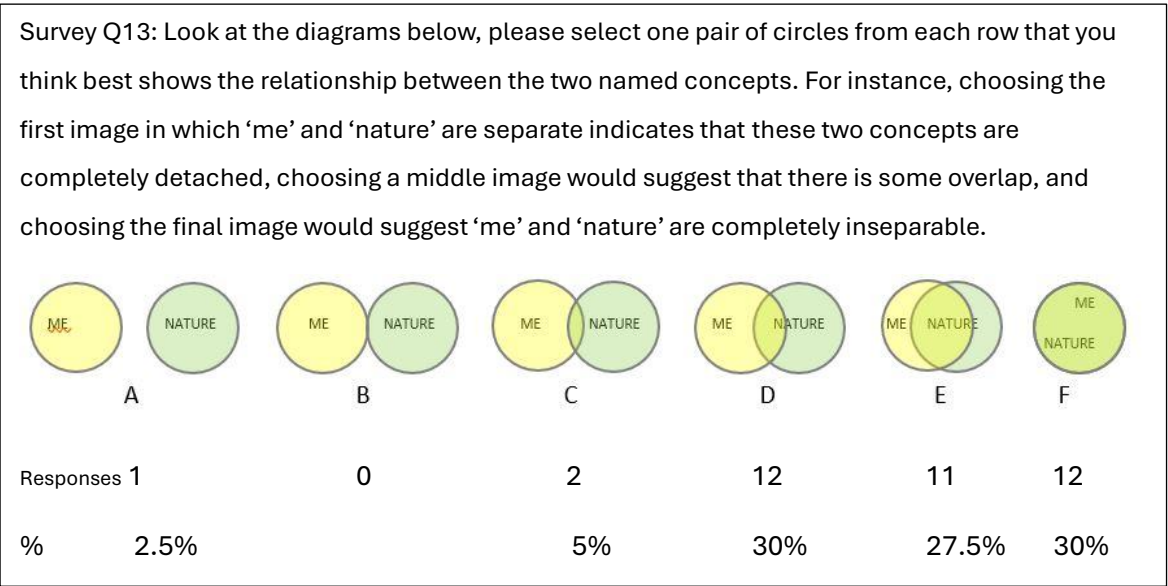 Survey Q13: Look at the diagrams below, please select one pair of circles from each row that you
think best shows the relationship between the two named concepts. For instance, choosing the
first image in which ‘me’ and ‘nature’ are separate indicates that these two concepts are
completely detached, choosing a middle image would suggest that there is some overlap, and
choosing the final image would suggest ‘me’ and ‘nature’ are completely inseparable.
ME NATURE ME NATURE ME NATURE ME NATURE ME NATURE ME
NATURE
A B C D E F
Responses 1 0 2 12 11 12
% 2.5% 5% 30% 27.5% 30%